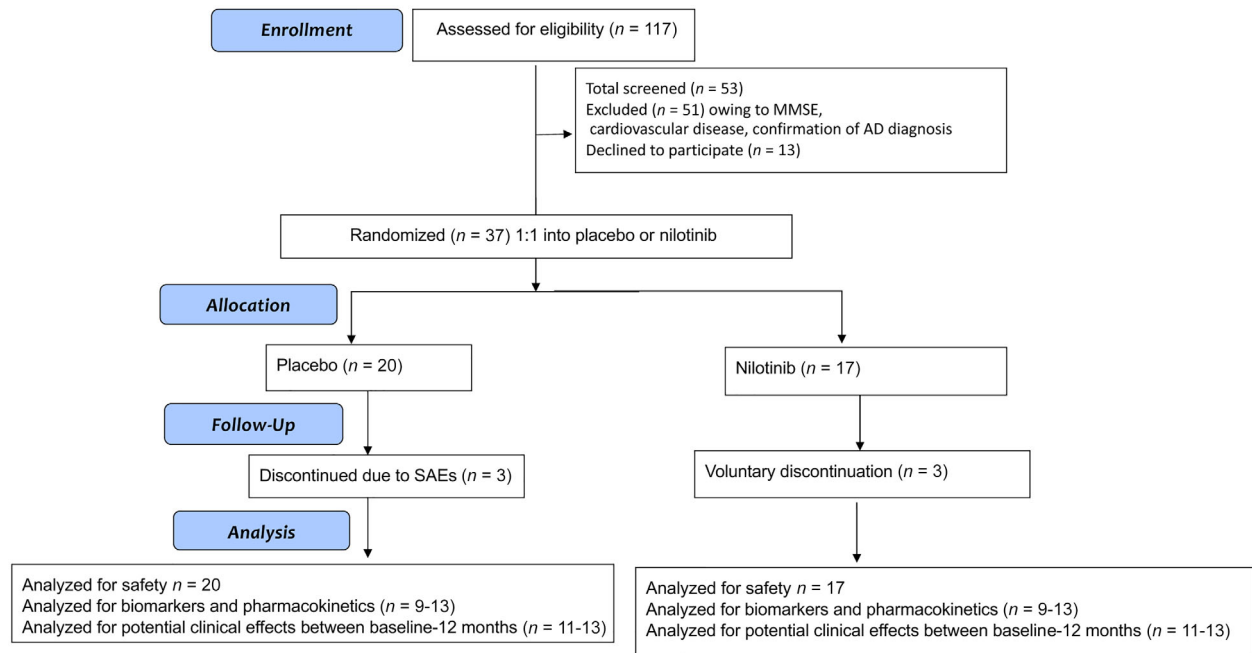 Enrollment
Assessed for eligibility (n = 117)
Total screened (n = 53)
Excluded (n = 51) owing to MMSE,
cardiovascular disease, confirmation of AD diagnosis
Declined to participate (n = 13)
Randomized (n = 37) 1:1 into placebo or nilotinib
Allocation
Placebo (n = 20)
Nilotinib (n = 17)
Follow-Up
Discontinued due to SAEs (n = 3)
Voluntary discontinuation (n = 3)
Analysis
Analyzed for safety n = 20
Analyzed for biomarkers and pharmacokinetics (n = 9-13)
Analyzed for potential clinical effects between baseline-12 months (n = 11-13)
Analyzed for safety n = 17
Analyzed for biomarkers and pharmacokinetics (n = 9-13)
Analyzed for potential clinical effects between baseline-12 months (n = 11-13)